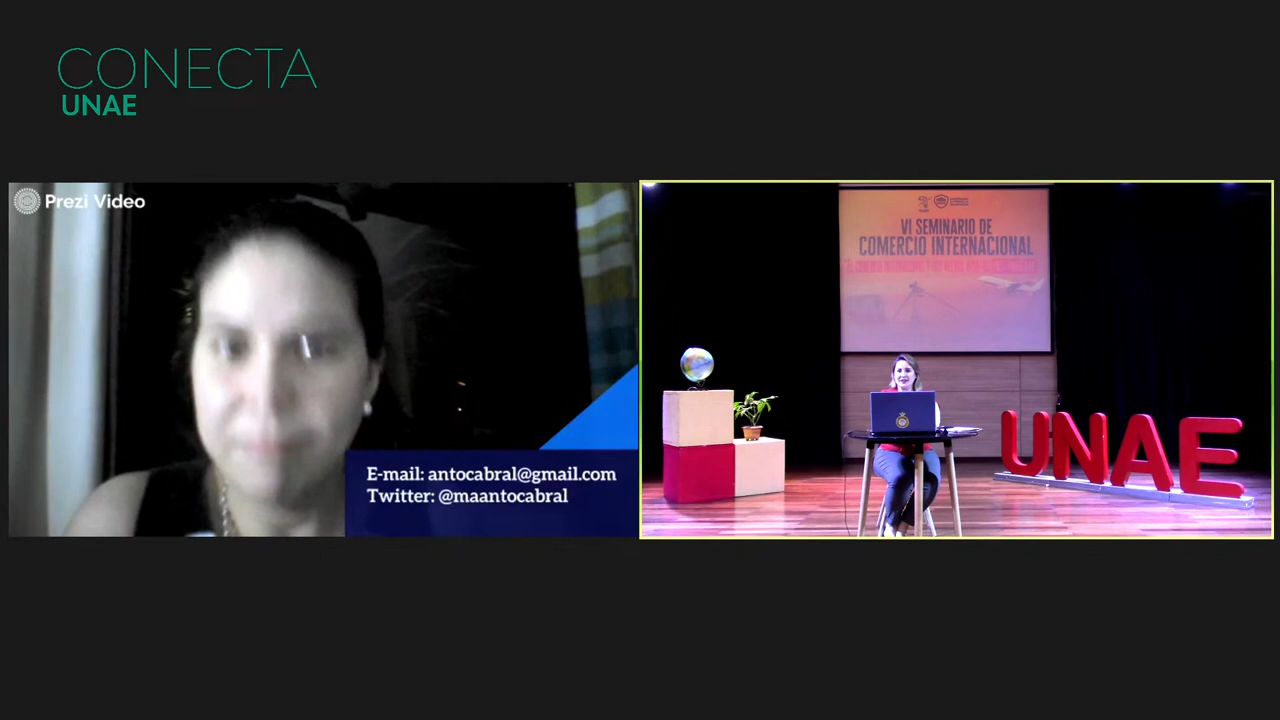 CONECTA
UNAE
Prezi Video
E-mail: antocabral@gmail.com
Twitter: @maantocabral
VI SEMINARIO DE
COMERCIO INTERNACIONAL
UNAE